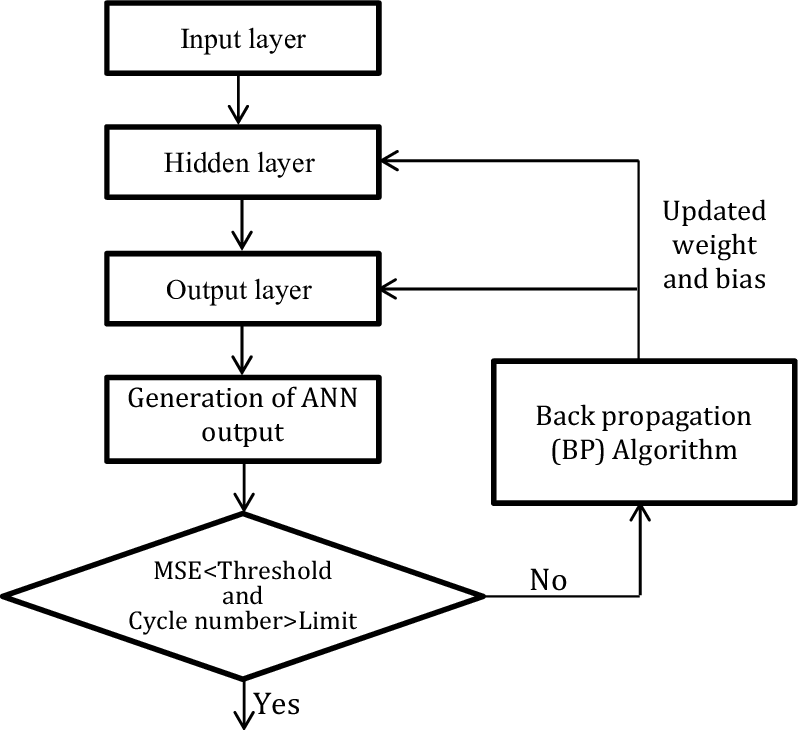 Input layer
Hidden layer
Output layer
Generation of ANN
output
MSE<Threshold
and
Cycle number>Limit
Yes
No
Back propagation
(BP) Algorithm
Updated
weight
and bias